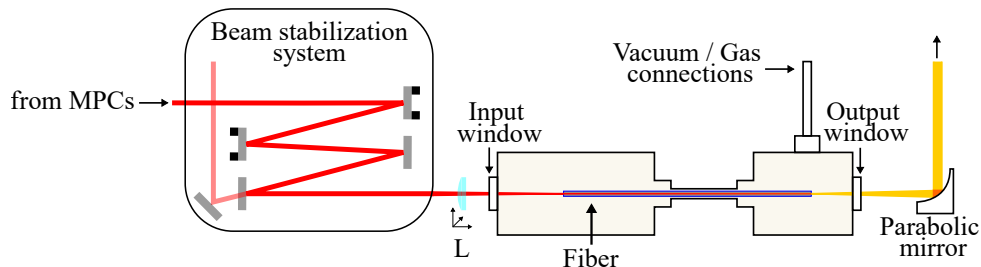 Beam stabilization
system
from MPCs
Input
window
Vacuum / Gas
connections
Output
window
L
Fiber
Parabolic
mirror